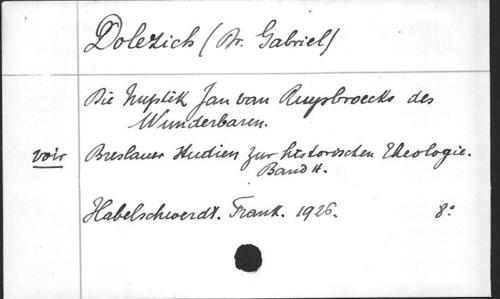 Dolezich (Dr. Gabriel)
Die Mystik Jan van Ruysbroecks des
Wunderbaren.
voir Breslauer Studien zur historischen Theologie.
Band 4.
Habelschwerdt. Frank. 1926. 8: